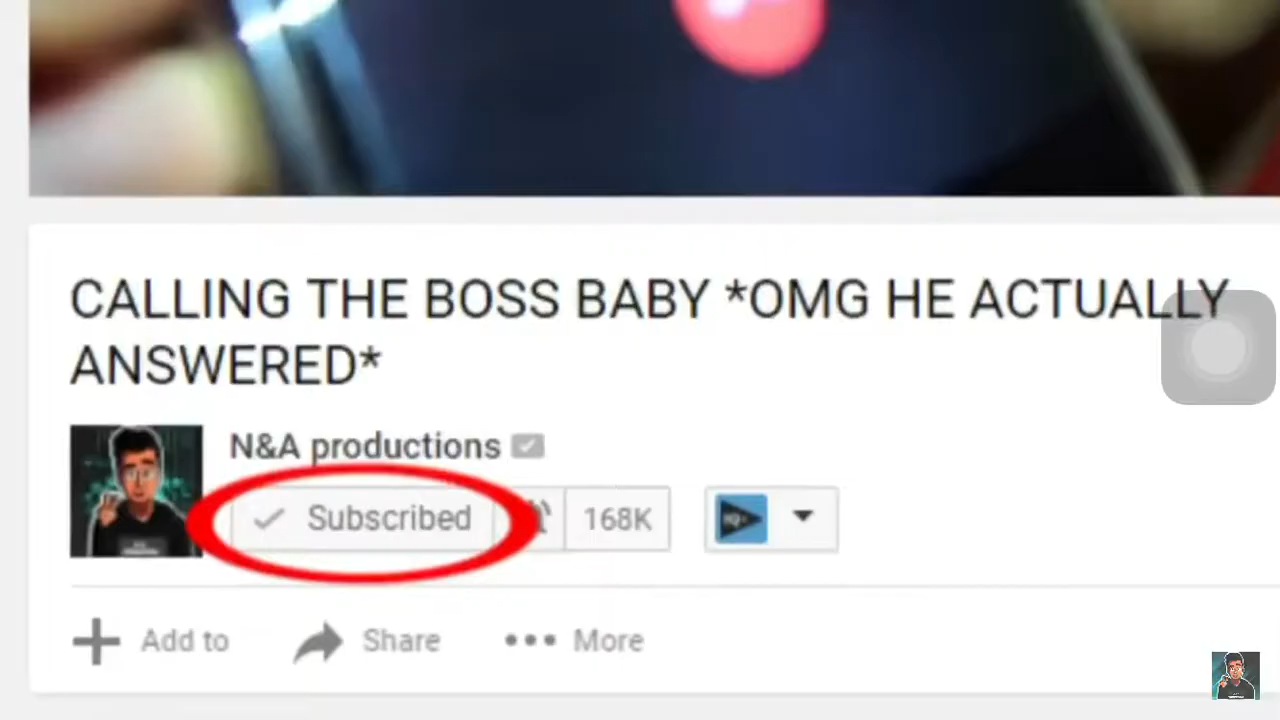 CALLING THE BOSS BABY *OMG HE ACTUALLY
ANSWERED*
N&A productions
Subscribed
168K
Add to
Share
More